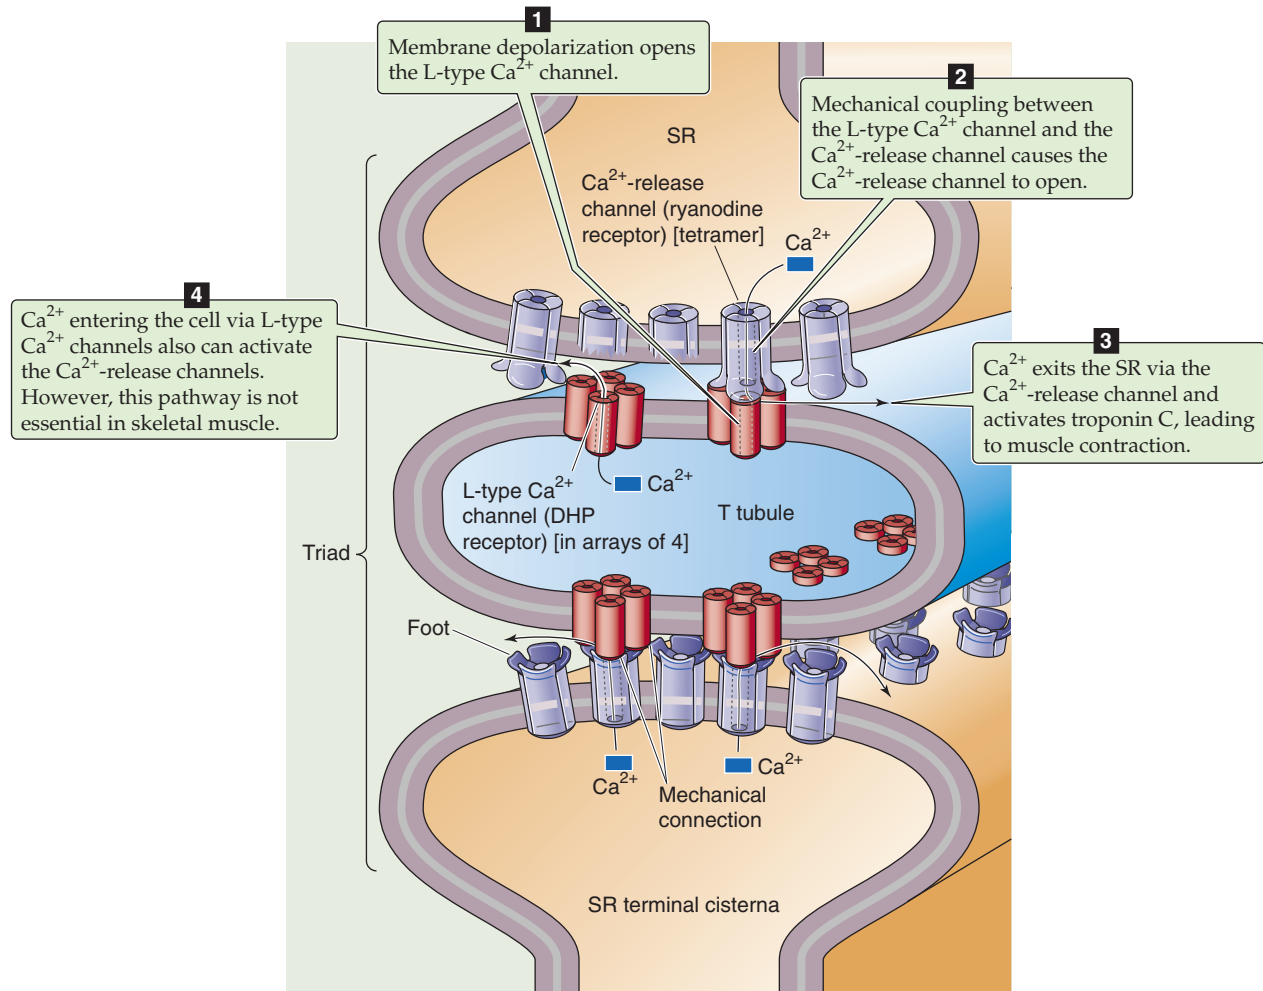 1
Membrane depolarization opens
the L-type Ca²⁺ channel.
2
Mechanical coupling between
the L-type Ca²⁺ channel and the
Ca²⁺-release channel causes the
Ca²⁺-release channel to open.
SR
Ca²⁺-release
channel (ryanodine
receptor) [tetramer]
Ca²⁺
4
Ca²⁺ entering the cell via L-type
Ca²⁺ channels also can activate
the Ca²⁺-release channels.
However, this pathway is not
essential in skeletal muscle.
3
Ca²⁺ exits the SR via the
Ca²⁺-release channel and
activates troponin C, leading
to muscle contraction.
L-type Ca²⁺
channel (DHP
receptor) [in arrays of 4]
Ca²⁺
T tubule
Triad
Foot
Ca²⁺
Ca²⁺
Mechanical
connection
SR terminal cisterna